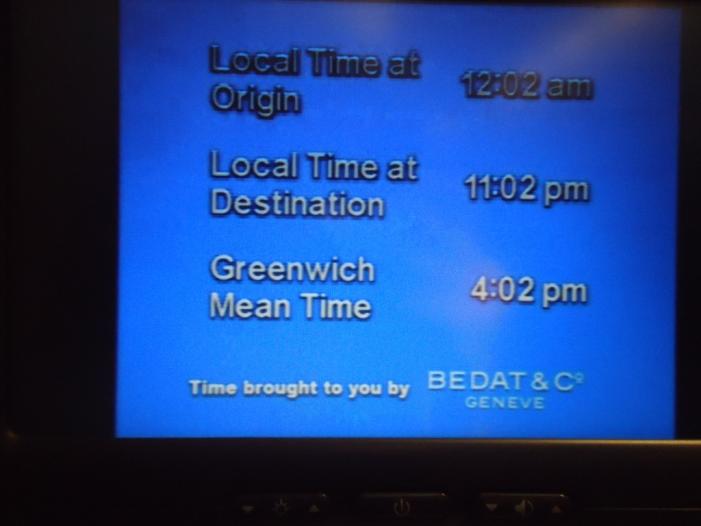 Local Time at
Origin
12:02 am
Local Time at
Destination
11:02 pm
Greenwich
Mean Time
4:02 pm
Time brought to you by
BEDAT & Cº
GENEVE